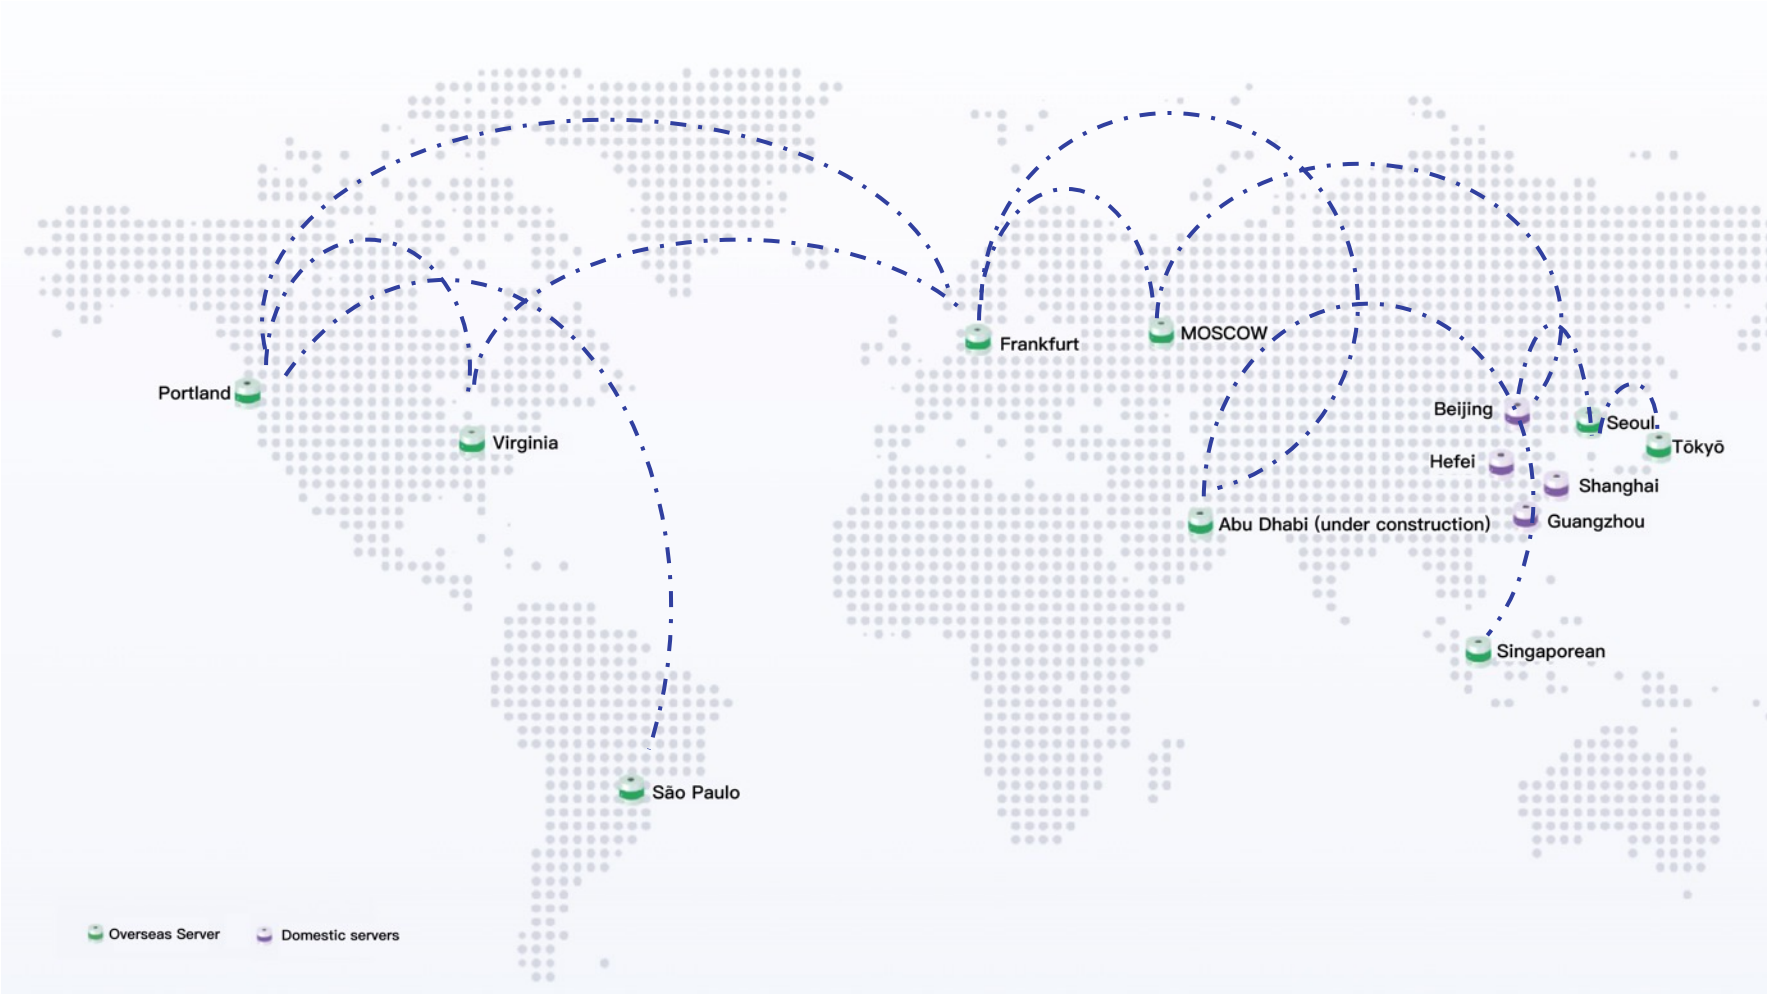 Frankfurt
MOSCOW
Portland
Virginia
Beijing
Seoul
Tōkyō
Hefei
Shanghai
Abu Dhabi (under construction)
Guangzhou
Singaporean
São Paulo
Overseas Server
Domestic servers